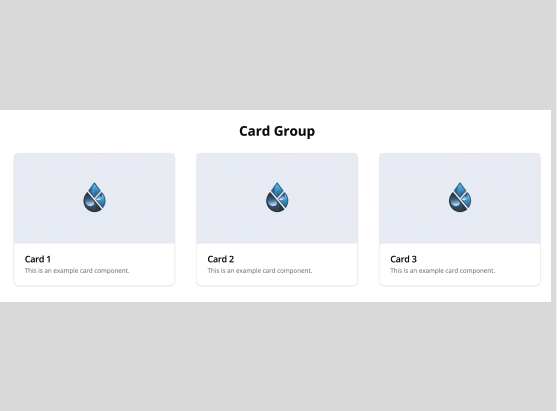 Card Group
Card 1
This is an example card component.
Card 2
This is an example card component.
Card 3
This is an example card component.